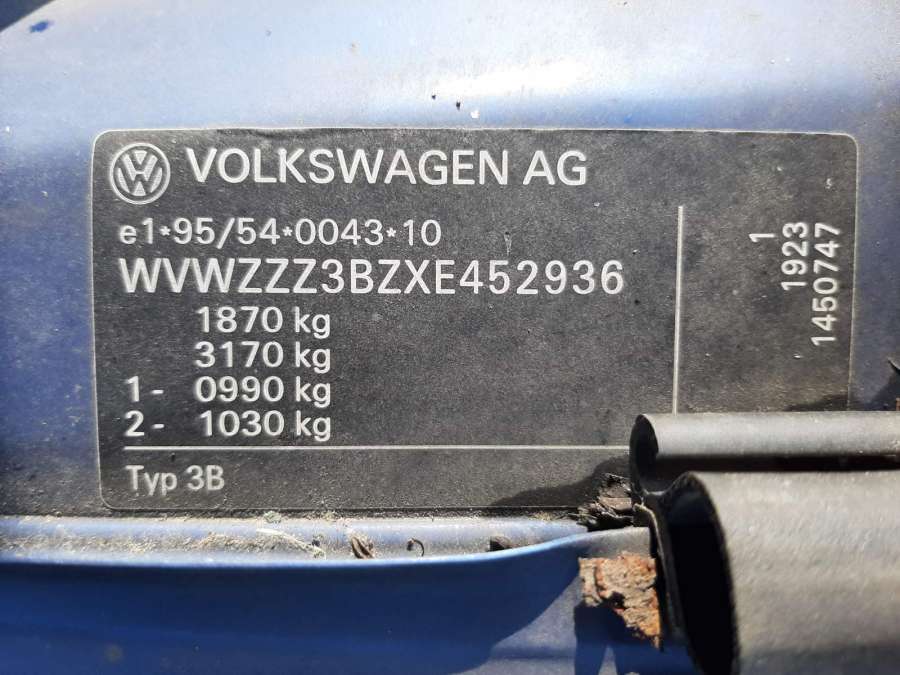 VOLKSWAGEN AG
e1*95/54*0043*10
WVWZZZ3BZXE452936
1870 kg
3170 kg
1- 0990 kg
2- 1030 kg
Typ 3B
1
1923
1450747